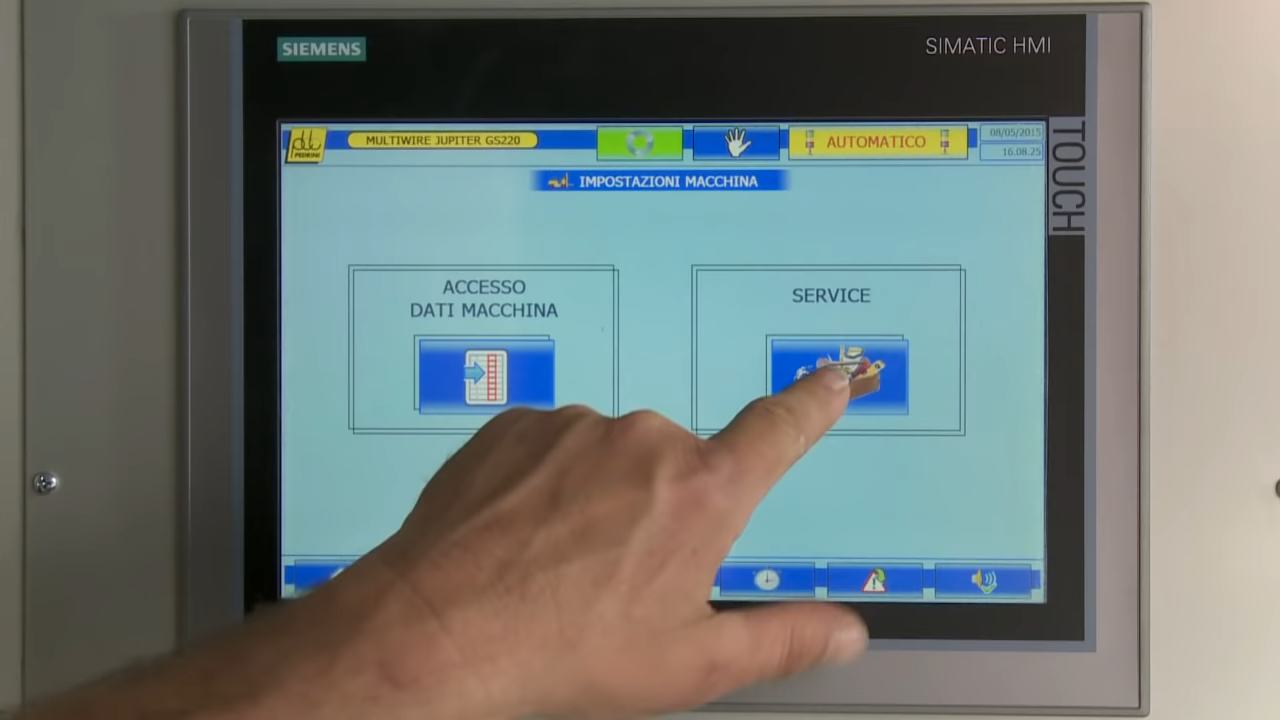 SIEMENS
SIMATIC HMI
TOUCH
PEDRINI
MULTIWIRE JUPITER GS220
AUTOMATICO
08/05/2015
16.08.25
IMPOSTAZIONI MACCHINA
ACCESSO
DATI MACCHINA
SERVICE